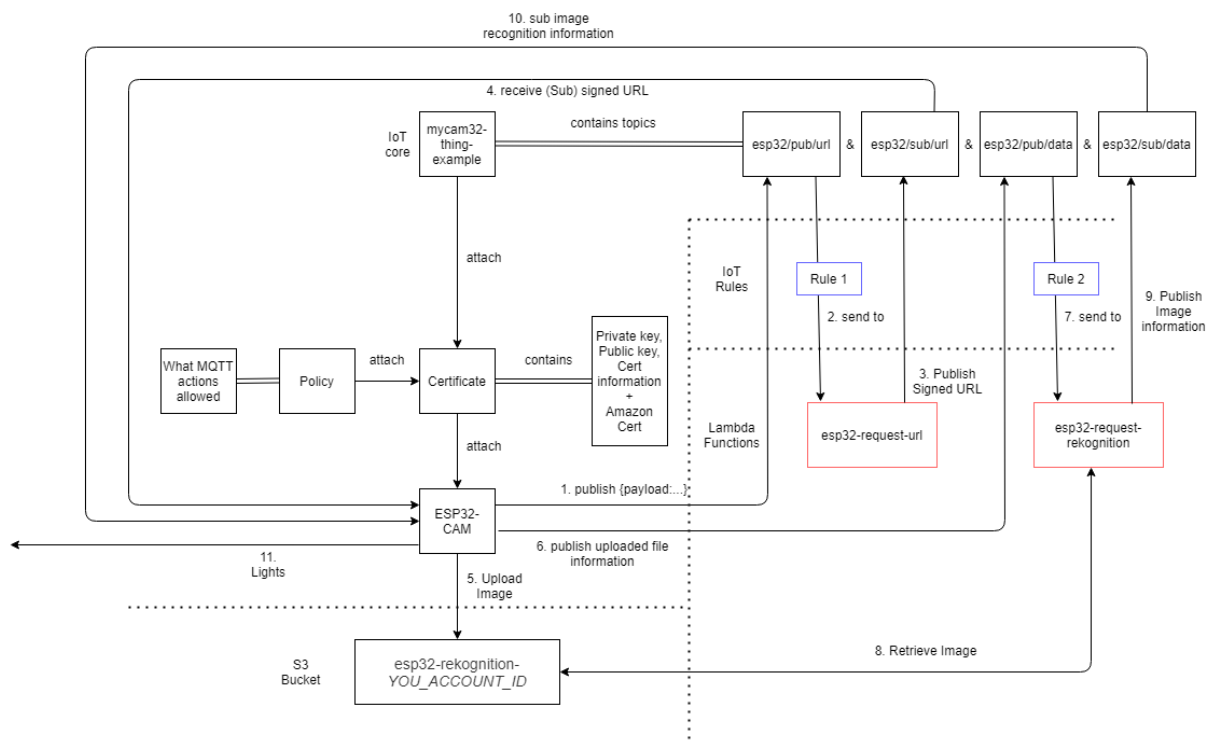 10. sub image
recognition information
4. receive (Sub) signed URL
IoT
core
mycam32-
thing-
example
contains topics
esp32/pub/url
&
esp32/sub/url
&
esp32/pub/data
&
esp32/sub/data
attach
IoT
Rules
Rule 1
Rule 2
2. send to
7. send to
9. Publish
Image
information
What MQTT
actions
allowed
Policy
attach
Certificate
contains
Private key,
Public key,
Cert
information
+
Amazon
Cert
3. Publish
Signed URL
Lambda
Functions
esp32-request-url
esp32-request-
rekognition
attach
1. publish {payload:...}
ESP32-
CAM
6. publish uploaded file
information
11.
Lights
5. Upload
Image
S3
Bucket
esp32-rekognition-
YOU_ACCOUNT_ID
8. Retrieve Image